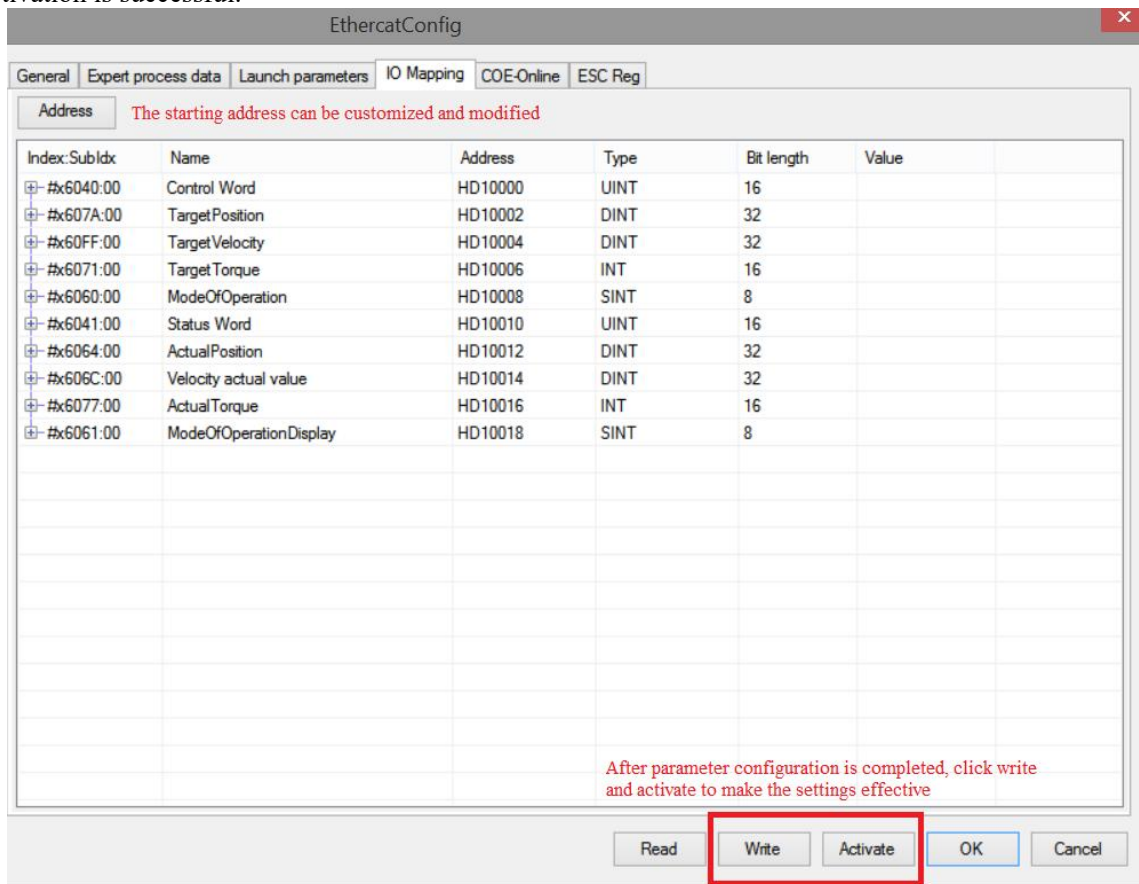 tivation is successful.
EthercatConfig
General Expert process data Launch parameters IO Mapping COE-Online ESC Reg
Address The starting address can be customized and modified
Index:SubIdx Name Address Type Bit length Value
#x6040:00 Control Word HD10000 UINT 16
#x607A:00 TargetPosition HD10002 DINT 32
#x60FF:00 TargetVelocity HD10004 DINT 32
#x6071:00 TargetTorque HD10006 INT 16
#x6060:00 ModeOfOperation HD10008 SINT 8
#x6041:00 Status Word HD10010 UINT 16
#x6064:00 ActualPosition HD10012 DINT 32
#x606C:00 Velocity actual value HD10014 DINT 32
#x6077:00 ActualTorque HD10016 INT 16
#x6061:00 ModeOfOperationDisplay HD10018 SINT 8
After parameter configuration is completed, click write
and activate to make the settings effective
Read Write Activate OK Cancel